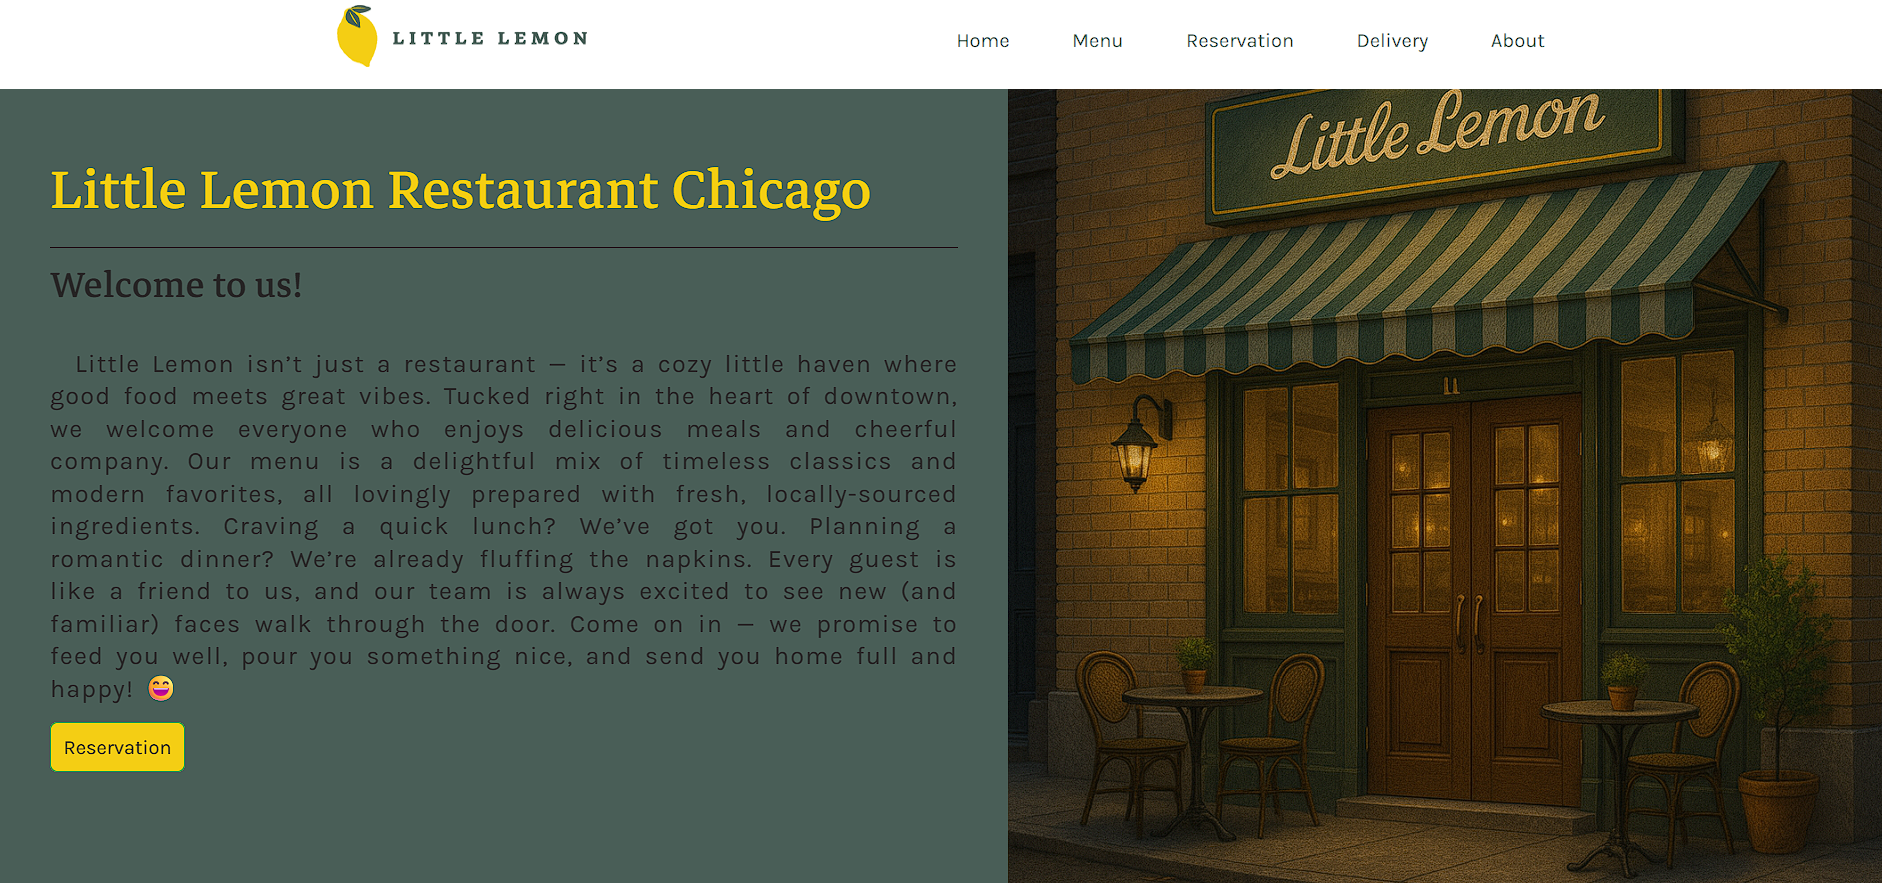 LITTLE LEMON
Home Menu Reservation Delivery About
Little Lemon
Little Lemon Restaurant Chicago
Welcome to us!
Little Lemon isn’t just a restaurant — it’s a cozy little haven where
good food meets great vibes. Tucked right in the heart of downtown,
we welcome everyone who enjoys delicious meals and cheerful
company. Our menu is a delightful mix of timeless classics and
modern favorites, all lovingly prepared with fresh, locally-sourced
ingredients. Craving a quick lunch? We’ve got you. Planning a
romantic dinner? We’re already fluffing the napkins. Every guest is
like a friend to us, and our team is always excited to see new (and
familiar) faces walk through the door. Come on in — we promise to
feed you well, pour you something nice, and send you home full and
happy! 😄
Reservation
LL